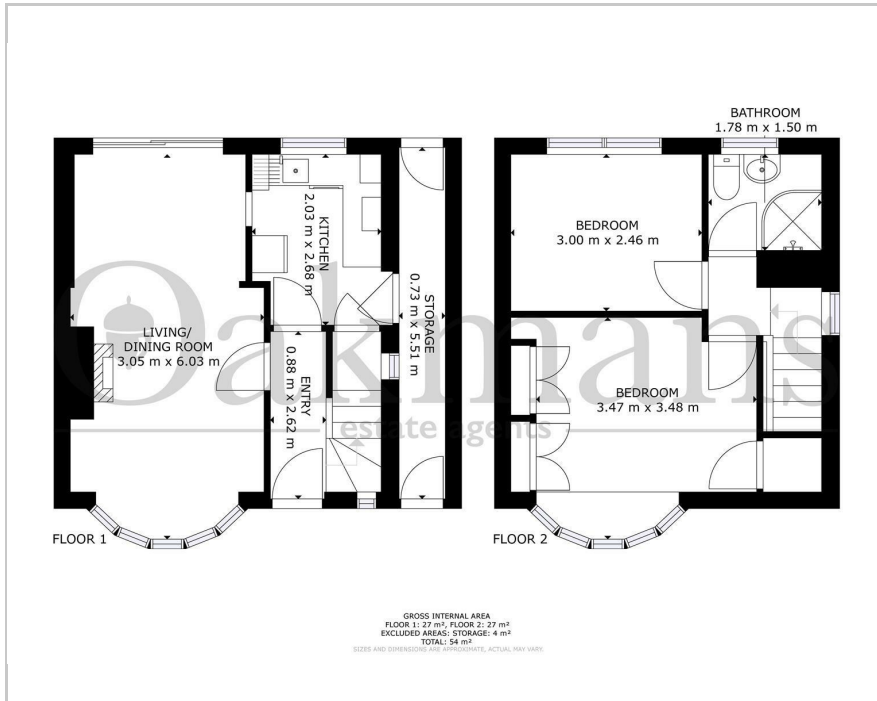 BATHROOM
1.78 m x 1.50 m
KITCHEN
2.03 m x 2.68 m
BEDROOM
3.00 m x 2.46 m
Oakmans
estate agents
LIVING/
DINING ROOM
3.05 m x 6.03 m
ENTRY
0.88 m x 2.62 m
STORAGE
0.73 m x 5.51 m
BEDROOM
3.47 m x 3.48 m
FLOOR 1
FLOOR 2
GROSS INTERNAL AREA
FLOOR 1: 27 m², FLOOR 2: 27 m²
EXCLUDED AREAS: STORAGE: 4 m²
TOTAL: 54 m²
SIZES AND DIMENSIONS ARE APPROXIMATE, ACTUAL MAY VARY.